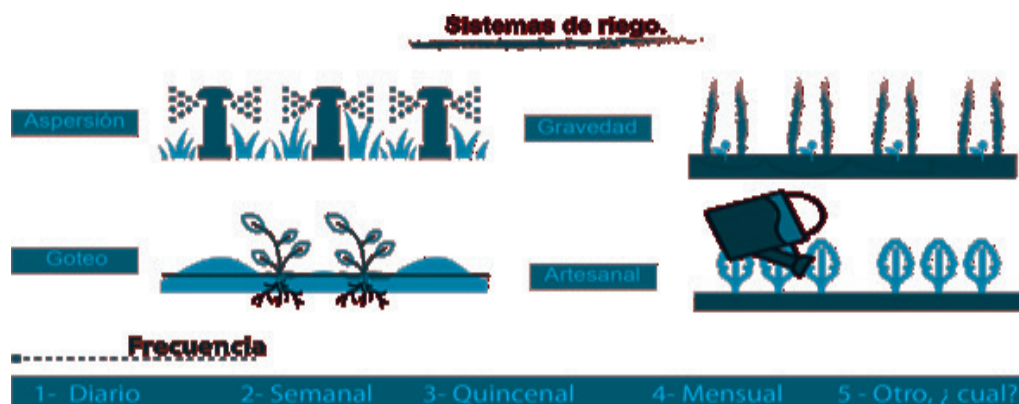 Sistemas de riego.
Aspersión
Gravedad
Goteo
Artesanal
Frecuencia
1- Diario 2- Semanal 3- Quincenal 4- Mensual 5 - Otro, ¿ cual?